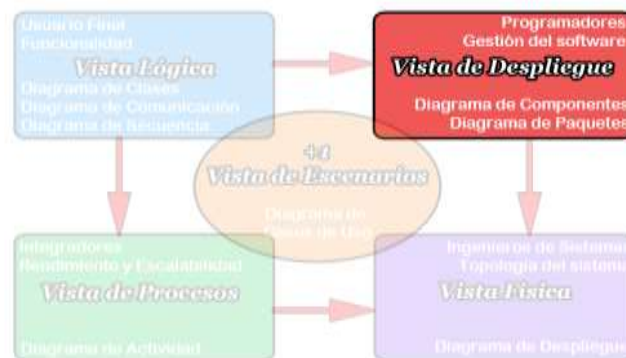 Usuario Final
Funcionalidad
Vista Lógica
Diagrama de Clases
Diagrama de Comunicación
Diagrama de Secuencia
Programadores
Gestión del software
Vista de Despliegue
Diagrama de Componentes
Diagrama de Paquetes
+1
Vista de Escenarios
Diagrama de
Casos de Uso
Integradores
Rendimiento y Escalabilidad
Vista de Procesos
Diagrama de Actividad
Ingenieros de Sistemas
Topología del sistema
Vista Física
Diagrama de Despliegue